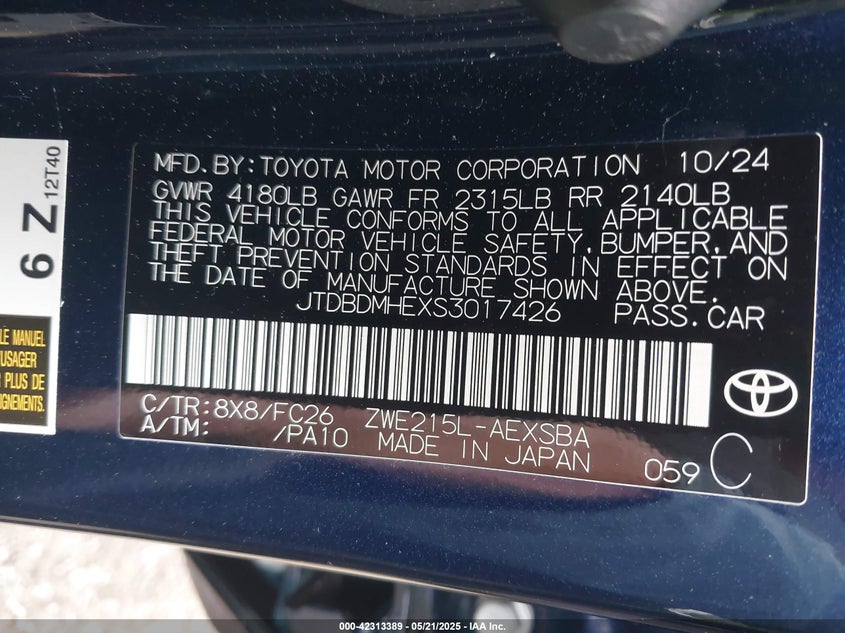 MFD.BY:TOYOTA MOTOR CORPORATION 10/24
GVWR 4180LB GAWR FR 2315LB RR 2140LB
THIS VEHICLE CONFORMS TO ALL APPLICABLE
FEDERAL MOTOR VEHICLE SAFETY,BUMPER,AND
THEFT PREVENTION STANDARDS IN EFFECT ON
THE DATE OF MANUFACTURE SHOWN ABOVE.
JTDBDMHEXS3017426 PASS.CAR
C/TR:8X8/FC26 ZWE215L-AEXSBA
A/TM: /PA10 MADE IN JAPAN
059 C
6 Z 12T40
LE MANUEL
'USAGER
PLUS DE
IGNEMENTS.
000-42313389 - 05/21/2025 - IAA Inc.